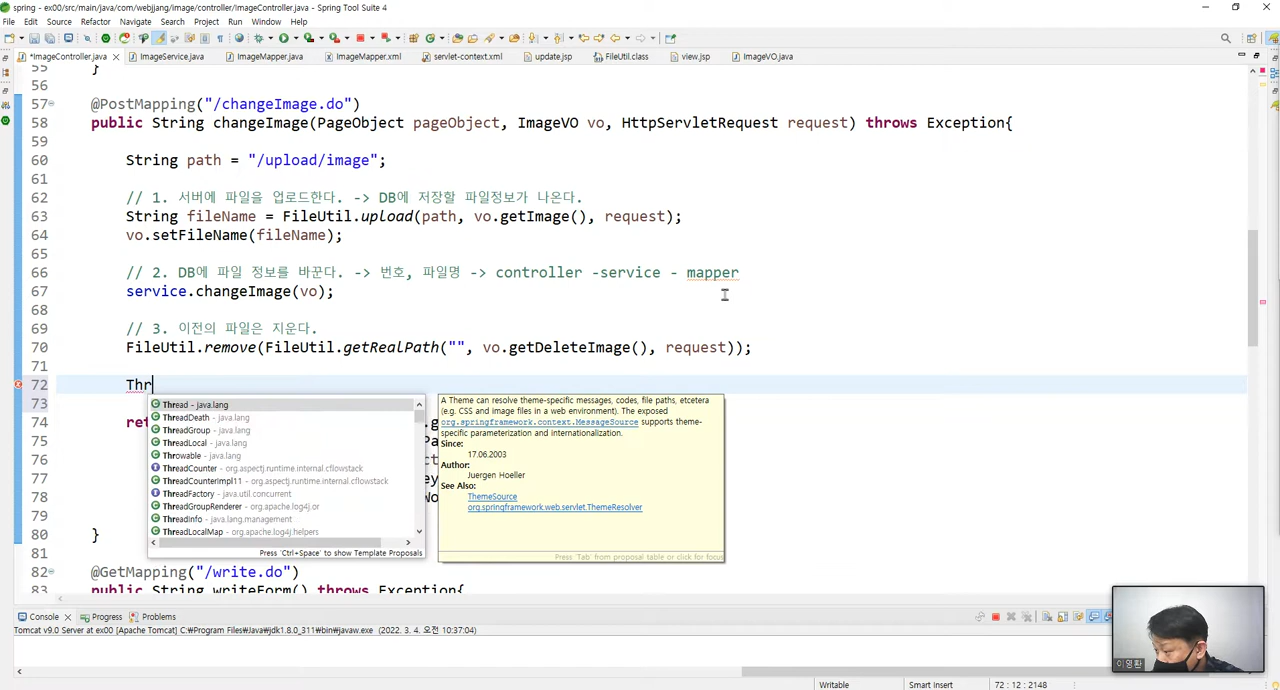 spring - ex00/src/main/java/com/webjjang/image/controller/ImageController.java - Spring Tool Suite 4
File Edit Source Refactor Navigate Search Project Run Window Help
*ImageController.java ImageService.java ImageMapper.java ImageMapper.xml servlet-context.xml update.jsp FileUtil.class view.jsp ImageVO.java
55 }
56
57 @PostMapping("/changeImage.do")
58 public String changeImage(PageObject pageObject, ImageVO vo, HttpServletRequest request) throws Exception{
59
60 String path = "/upload/image";
61
62 // 1. 서버에 파일을 업로드한다. -> DB에 저장할 파일정보가 나온다.
63 String fileName = FileUtil.upload(path, vo.getImage(), request);
64 vo.setFileName(fileName);
65
66 // 2. DB에 파일 정보를 바꾼다. -> 번호, 파일명 -> controller -service - mapper
67 service.changeImage(vo);
68
69 // 3. 이전의 파일은 지운다.
70 FileUtil.remove(FileUtil.getRealPath("", vo.getDeleteImage(), request));
71
72 Thr
73
74 ret
75
76
77
78
79
80 }
81
82 @GetMapping("/write.do")
83 public String writeForm() throws Exception{
Thread - java.lang
ThreadDeath - java.lang
ThreadGroup - java.lang
ThreadLocal - java.lang
Throwable - java.lang
ThreadCounter - org.aspectj.runtime.internal.cflowstack
ThreadCounterImpl11 - org.aspectj.runtime.internal.cflowstack
ThreadFactory - java.util.concurrent
ThreadGroupRenderer - org.apache.log4j.or
ThreadInfo - java.lang.management
ThreadLocalMap - org.apache.log4j.helpers
Press 'Ctrl+Space' to show Template Proposals
A Theme can resolve theme-specific messages, codes, file paths, etcetera
(e.g. CSS and image files in a web environment). The exposed
org.springframework.context.MessageSource supports theme-
specific parameterization and internationalization.
Since:
17.06.2003
Author:
Juergen Hoeller
See Also:
ThemeSource
org.springframework.web.servlet.ThemeResolver
Press 'Tab' from proposal table or click for focus
Console Progress Problems
Tomcat v9.0 Server at ex00 [Apache Tomcat] C:\Program Files\Java\jdk1.8.0_311\bin\javaw.exe (2022. 3. 4. 오전 10:37:04)
이영환
Writable Smart Insert 72 : 12 : 2148